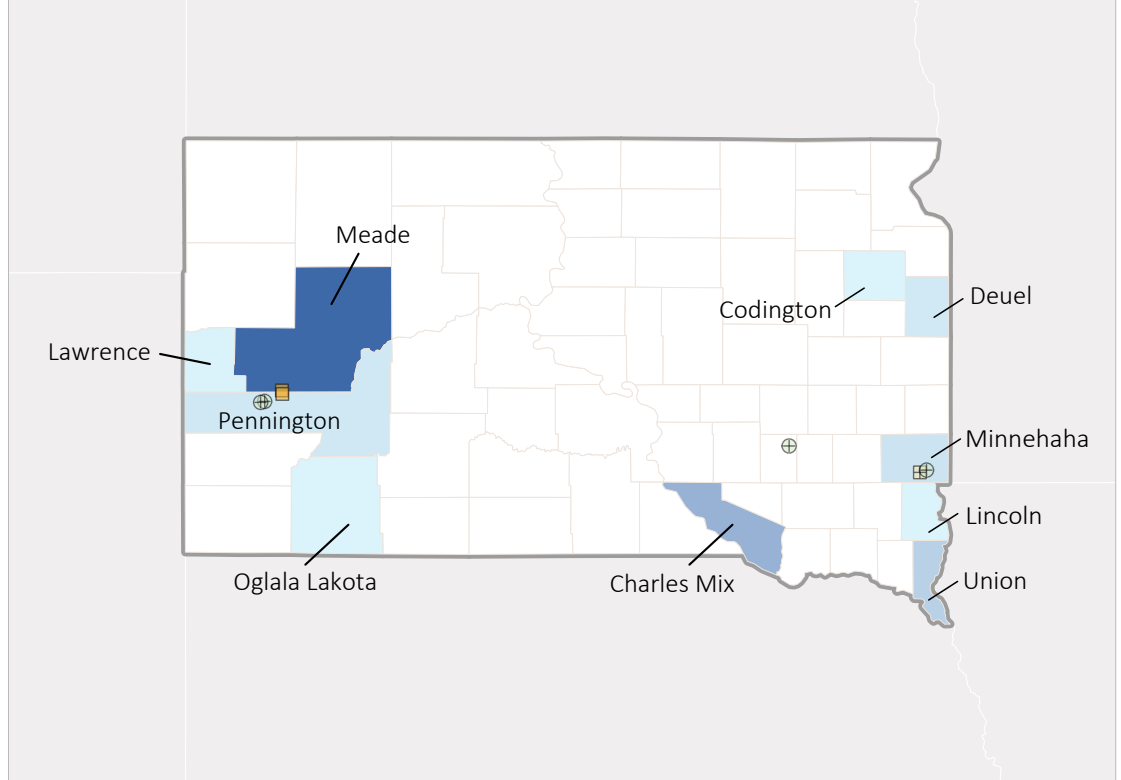 Meade
Deuel
Codington
Lawrence
Pennington
Minnehaha
Lincoln
Oglala Lakota
Charles Mix
Union